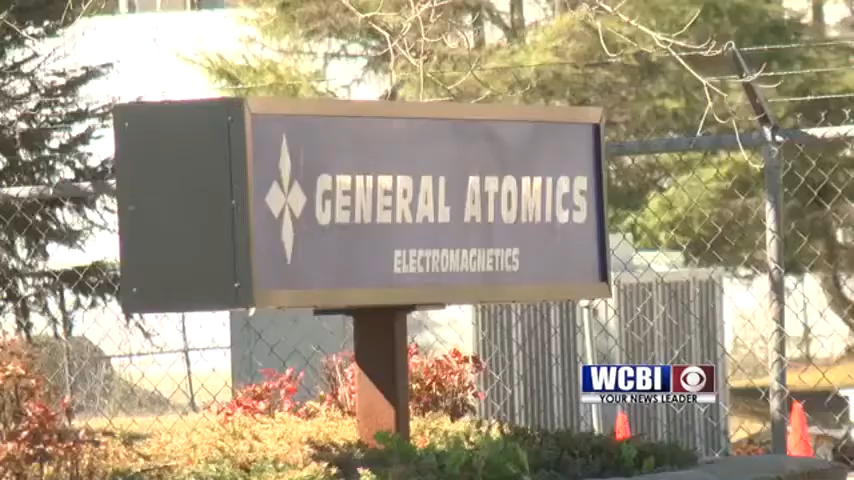 GENERAL ATOMICS
ELECTROMAGNETICS
WCBI
YOUR NEWS LEADER